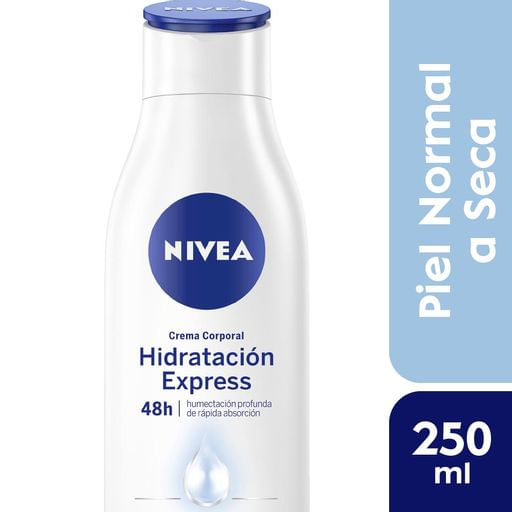 NIVEA
NIVEA
Crema Corporal
Hidratación
Express
48h
humectación profunda
de rápida absorción
Piel Normal
a Seca
250
ml